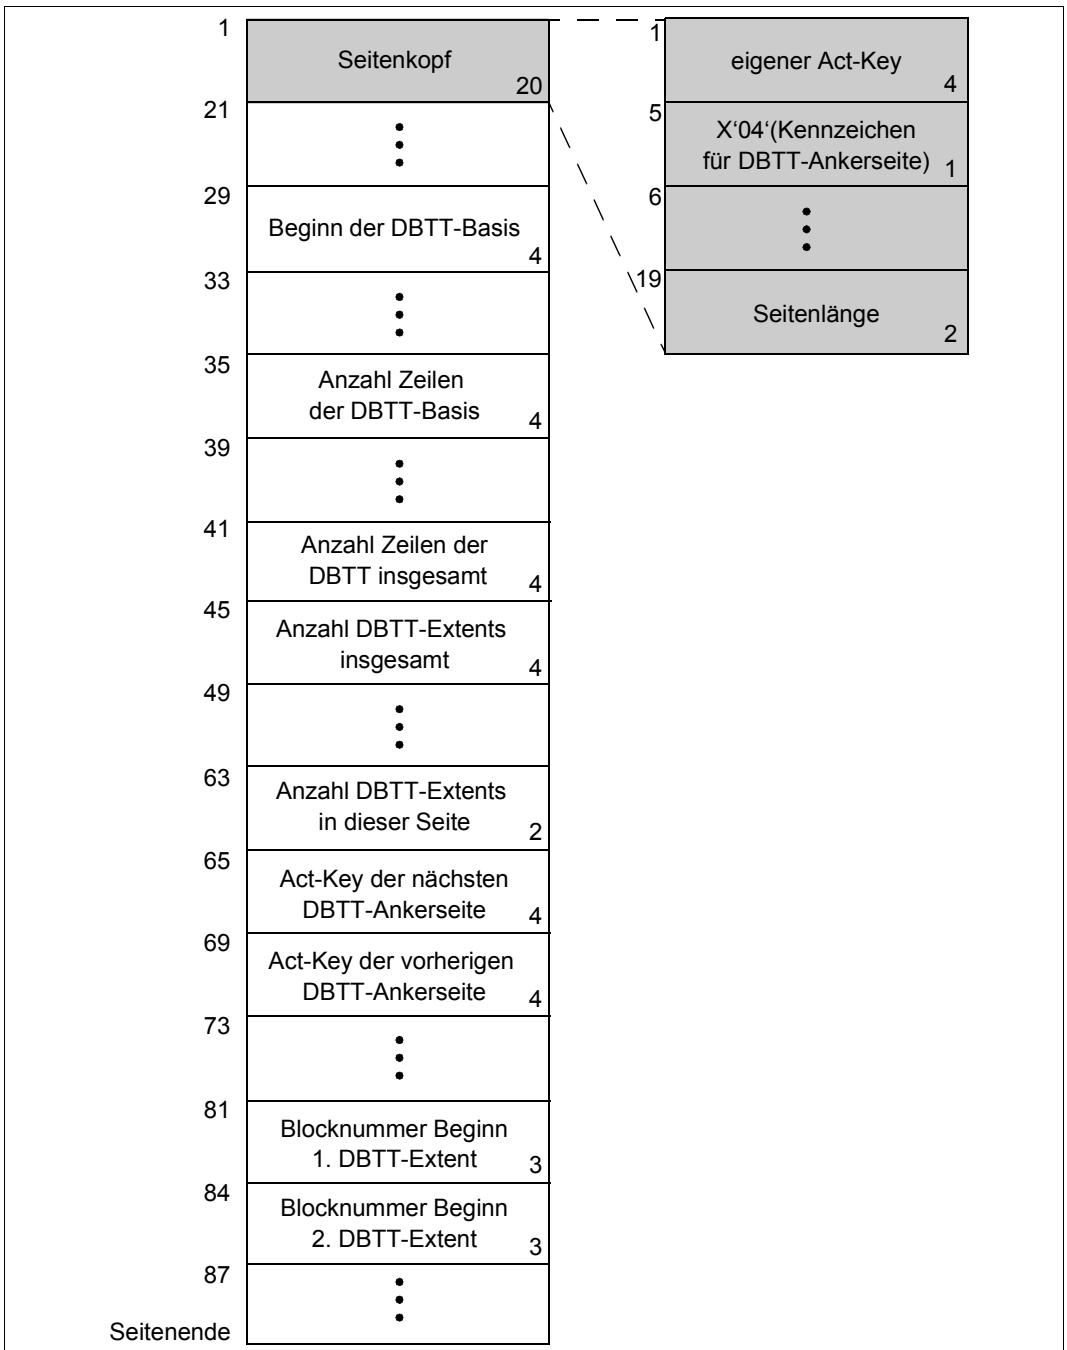 1
Seitenkopf
20
21
29
Beginn der DBTT-Basis
4
33
35
Anzahl Zeilen
der DBTT-Basis
4
39
41
Anzahl Zeilen der
DBTT insgesamt
4
45
Anzahl DBTT-Extents
insgesamt
4
49
63
Anzahl DBTT-Extents
in dieser Seite
2
65
Act-Key der nächsten
DBTT-Ankerseite
4
69
Act-Key der vorherigen
DBTT-Ankerseite
4
73
81
Blocknummer Beginn
1. DBTT-Extent
3
84
Blocknummer Beginn
2. DBTT-Extent
3
87
Seitenende
1
eigener Act-Key
4
5
X‘04‘(Kennzeichen
für DBTT-Ankerseite)
1
6
19
Seitenlänge
2